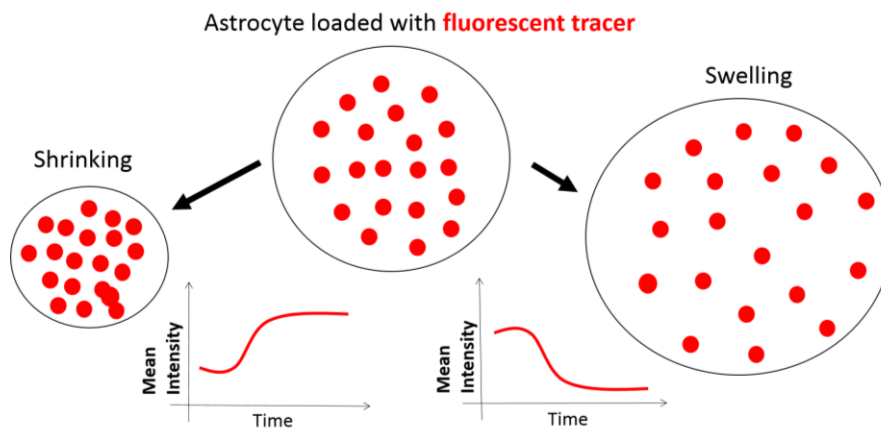 Astrocyte loaded with fluorescent tracer
Shrinking
Swelling
Mean
Intensity
Time
Mean
Intensity
Time